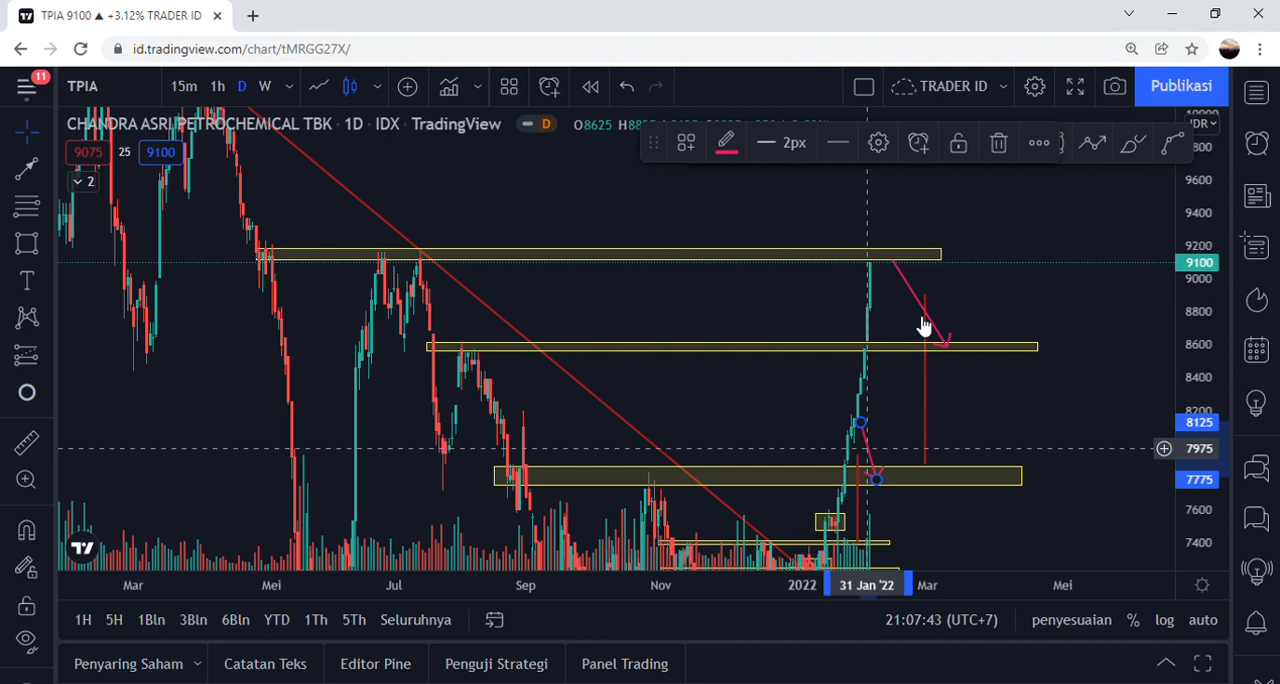 TPIA 9100 ▲ +3.12% TRADER ID
id.tradingview.com/chart/tMRGG27X/
11
TPIA 15m 1h D W TRADER ID Publikasi
CHANDRA ASRI PETROCHEMICAL TBK · 1D · IDX · TradingView D O8625
IDR
9075 25 9100 2px
2
9800
9600
9400
9200
9100
9000
8800
8600
8400
8200
8125
7975
7775
7600
7400
Mar Mei Jul Sep Nov 2022 31 Jan '22 Mar Mei
1H 5H 1Bln 3Bln 6Bln YTD 1Th 5Th Seluruhnya 21:07:43 (UTC+7) penyesuaian % log auto
Penyaring Saham Catatan Teks Editor Pine Penguji Strategi Panel Trading